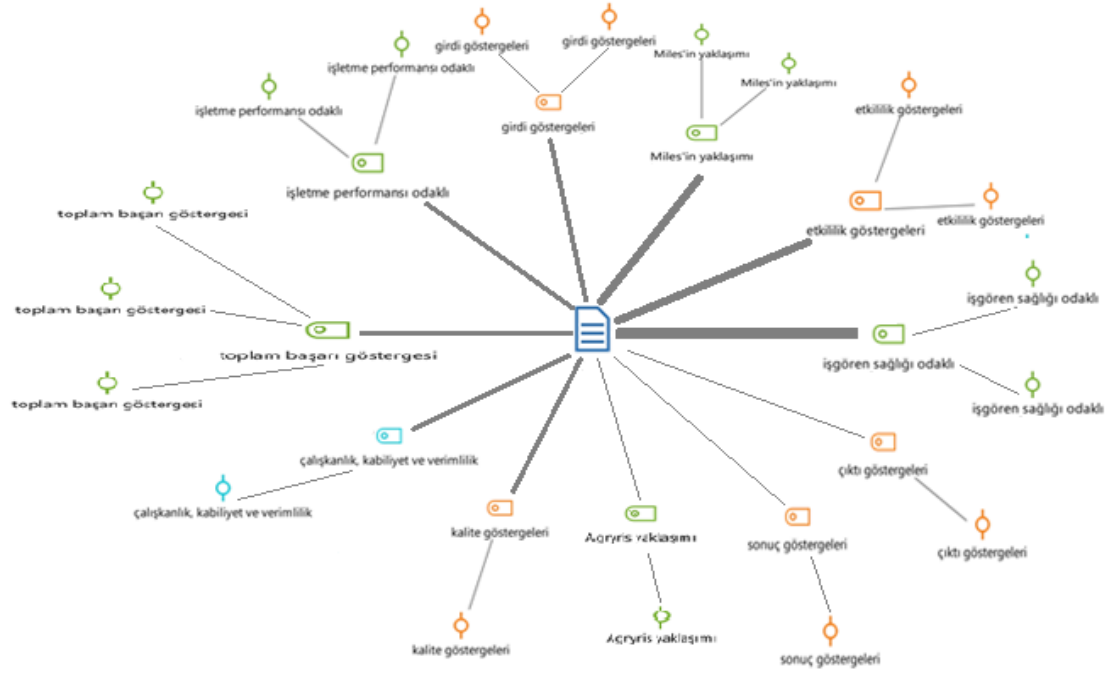 girdi göstergeleri
girdi göstergeleri
Miles'in yaklaşımı
işletme performansı odaklı
Miles'in yaklaşımı
işletme performansı odaklı
etkililik göstergeleri
girdi göstergeleri
Miles'in yaklaşımı
işletme performansı odaklı
toplam başarı göstergesi
etkililik göstergeleri
etkililik göstergeleri
işgören sağlığı odaklı
toplam başarı göstergesi
toplam başarı göstergesi
işgören sağlığı odaklı
toplam başarı göstergesi
işgören sağlığı odaklı
çalışkanlık, kabiliyet ve verimlilik
çıktı göstergeleri
çalışkanlık, kabiliyet ve verimlilik
kalite göstergeleri
Agryris yaklaşımı
sonuç göstergeleri
çıktı göstergeleri
Agryris yaklaşımı
kalite göstergeleri
sonuç göstergeleri